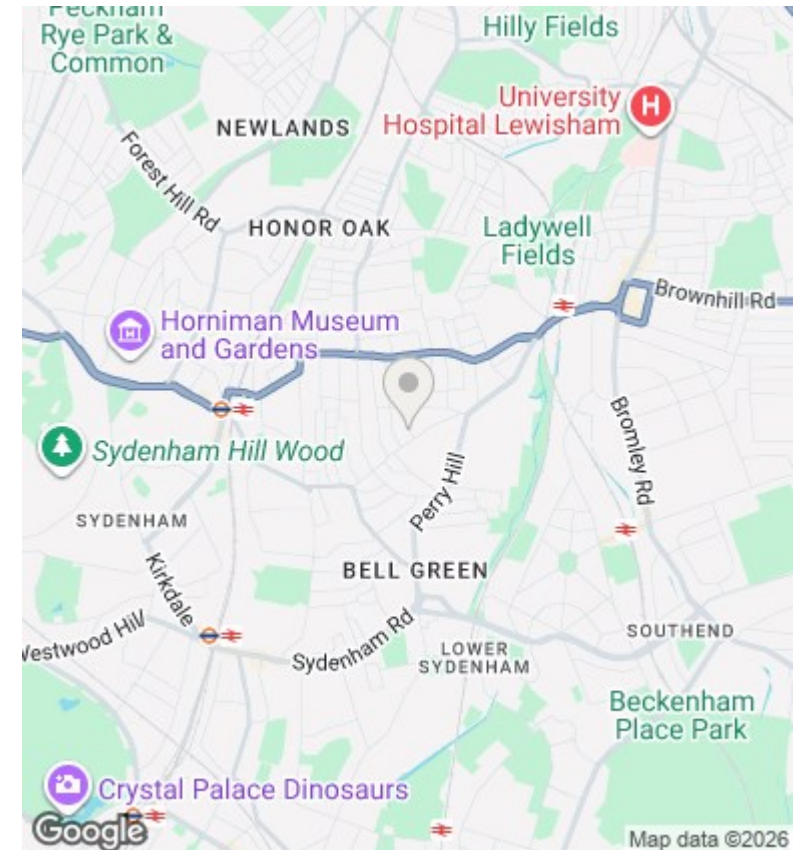 Peckham
Rye Park &
Common
Hilly Fields
University
Hospital Lewisham
H
NEWLANDS
Forest Hill Rd
HONOR OAK
Ladywell
Fields
Brownhill Rd
Horniman Museum
and Gardens
Sydenham Hill Wood
Bromley Rd
Perry Hill
SYDENHAM
BELL GREEN
Kirkdale
Westwood Hill
Sydenham Rd
LOWER
SYDENHAM
SOUTHEND
Beckenham
Place Park
Crystal Palace Dinosaurs
Google
Map data ©2026